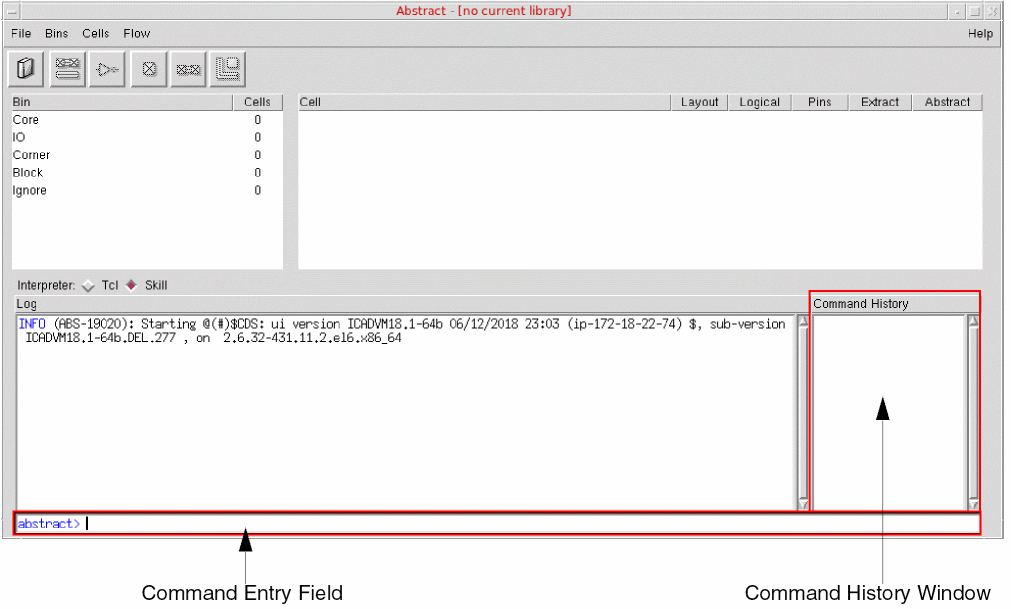 Abstract - [no current library]
File Bins Cells Flow Help
Bin Cells Cell Layout Logical Pins Extract Abstract
Core 0
IO 0
Corner 0
Block 0
Ignore 0
Interpreter: Tcl Skill
Log Command History
INFO (ABS-19020): Starting @(#)$CDS: ui version ICADVM18.1-64b 06/12/2018 23:03 (ip-172-18-22-74) $, sub-version
ICADVM18.1-64b.DEL.277 , on 2.6.32-431.11.2.el6.x86_64
abstract>
Command Entry Field Command History Window